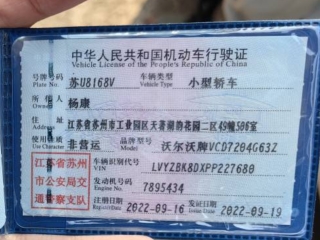 中华人民共和国机动车行驶证
Vehicle License of the People's Republic of China
号牌号码 苏U8168V 车辆类型 小型轿车
Plate No. Vehicle Type
所有人 杨康
Owner
住址 江苏省苏州市工业园区天著湖韵花园二区49幢506室
使用性质 非营运 品牌型号 沃尔沃牌VCD7204G63Z
Use Character Model
江苏省苏州市公安局交通警察支队
车辆识别代号 LVYZBK8DXPP227680
VIN
发动机号码 7895434
Engine No.
注册日期 2022-09-16 发证日期 2022-09-19
Register Date Issue Date